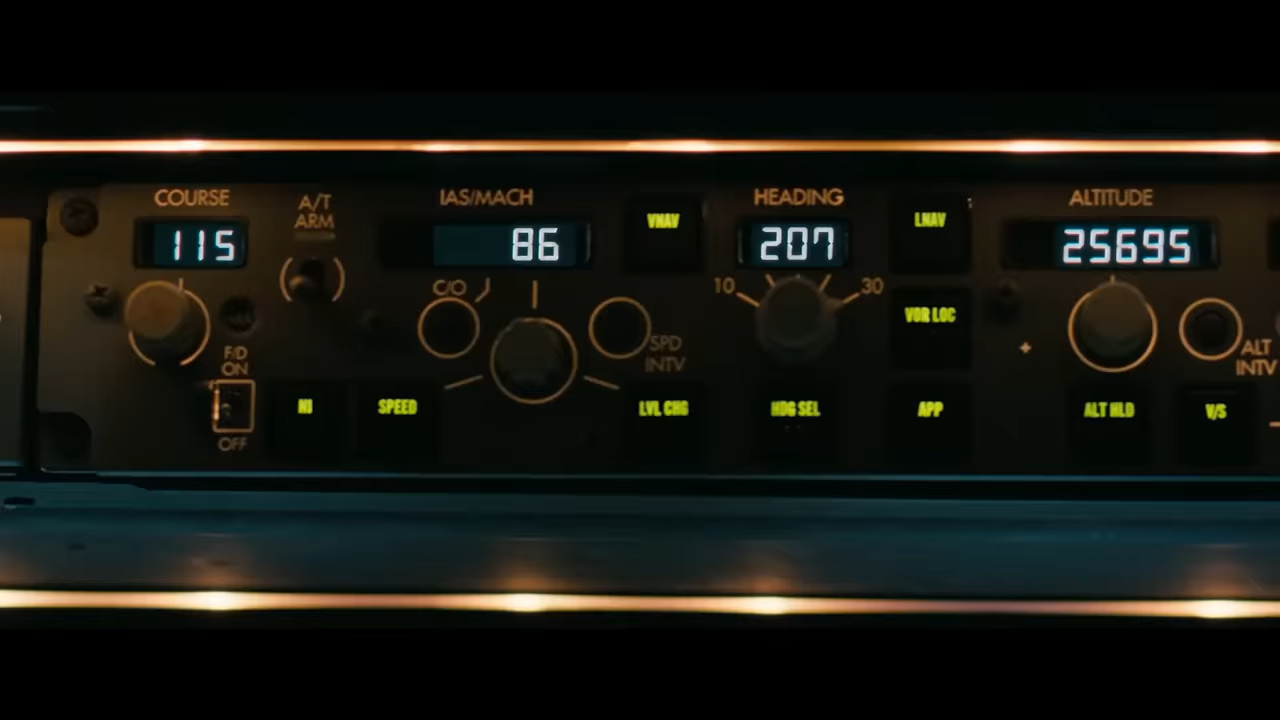 COURSE
A/T
ARM
IAS/MACH
VNAV
HEADING
LNAV
ALTITUDE
115
86
207
25695
C/O
10
30
VOR LOC
SPD
INTV
ALT
INTV
F/D
ON
N1
SPEED
LVL CHG
HDG SEL
APP
ALT HLD
V/S
OFF